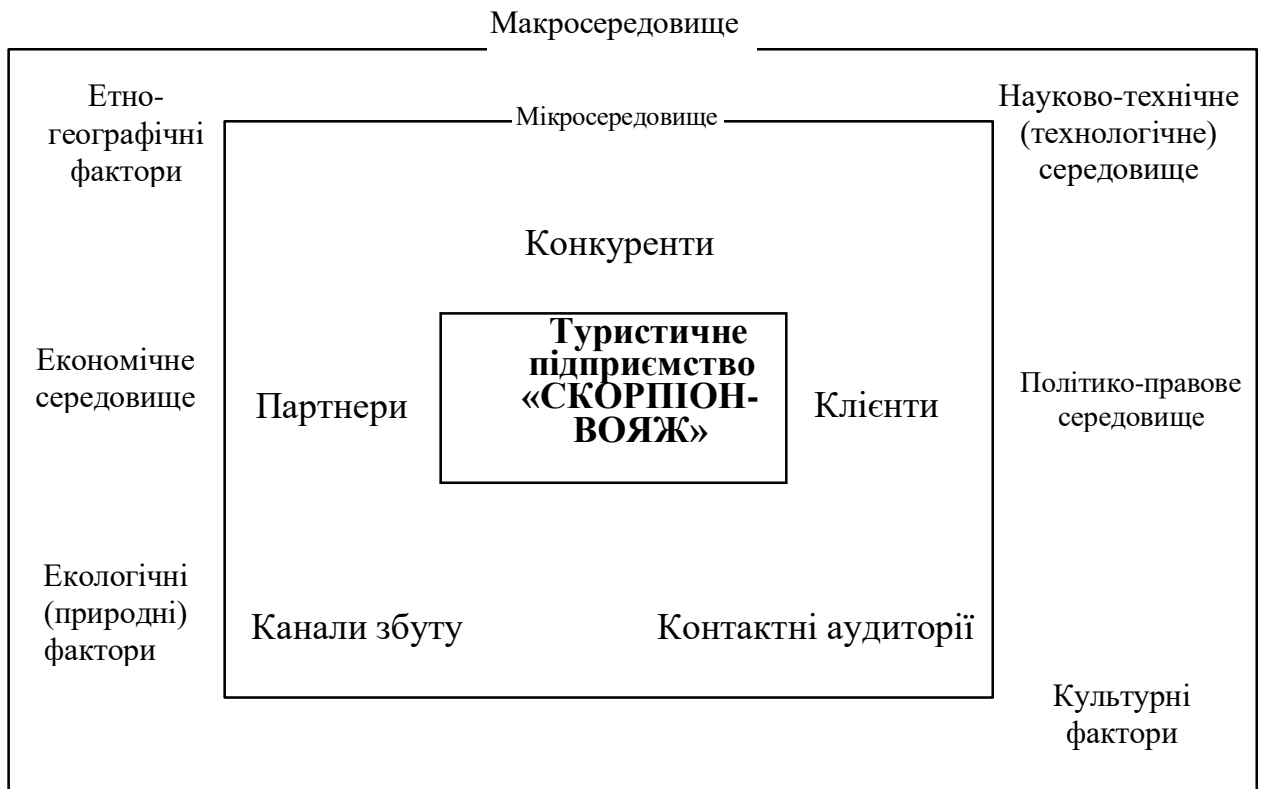 Макросередовище
Етно-
географічні
фактори
Науково-технічне
(технологічне)
середовище
Мікросередовище
Конкуренти
Туристичне
підприємство
«СКОРПІОН-
ВОЯЖ»
Економічне
середовище
Партнери
Клієнти
Політико-правове
середовище
Екологічні
(природні)
фактори
Канали збуту
Контактні аудиторії
Культурні
фактори